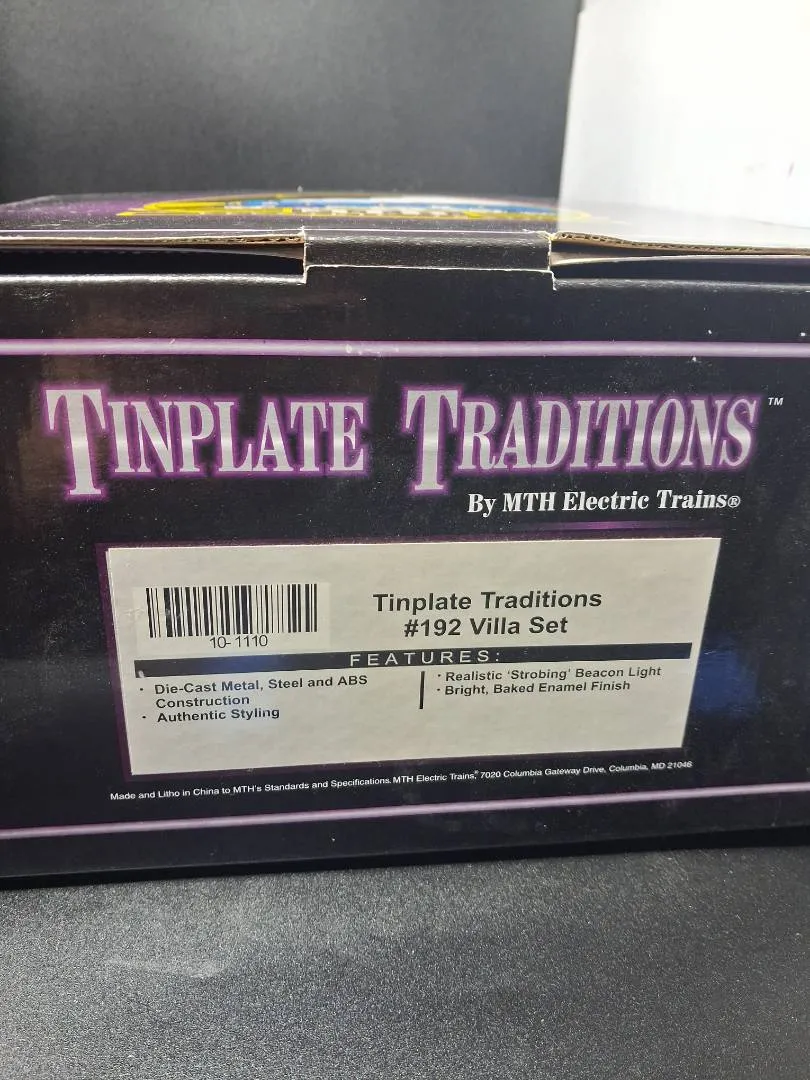 TINPLATE TRADITIONS™
By MTH Electric Trains®
10-1110
Tinplate Traditions
#192 Villa Set
FEATURES:
· Die-Cast Metal, Steel and ABS
Construction
· Authentic Styling
· Realistic 'Strobing' Beacon Light
· Bright, Baked Enamel Finish
Made and Litho in China to MTH's Standards and Specifications. MTH Electric Trains,® 7020 Columbia Gateway Drive, Columbia, MD 21046